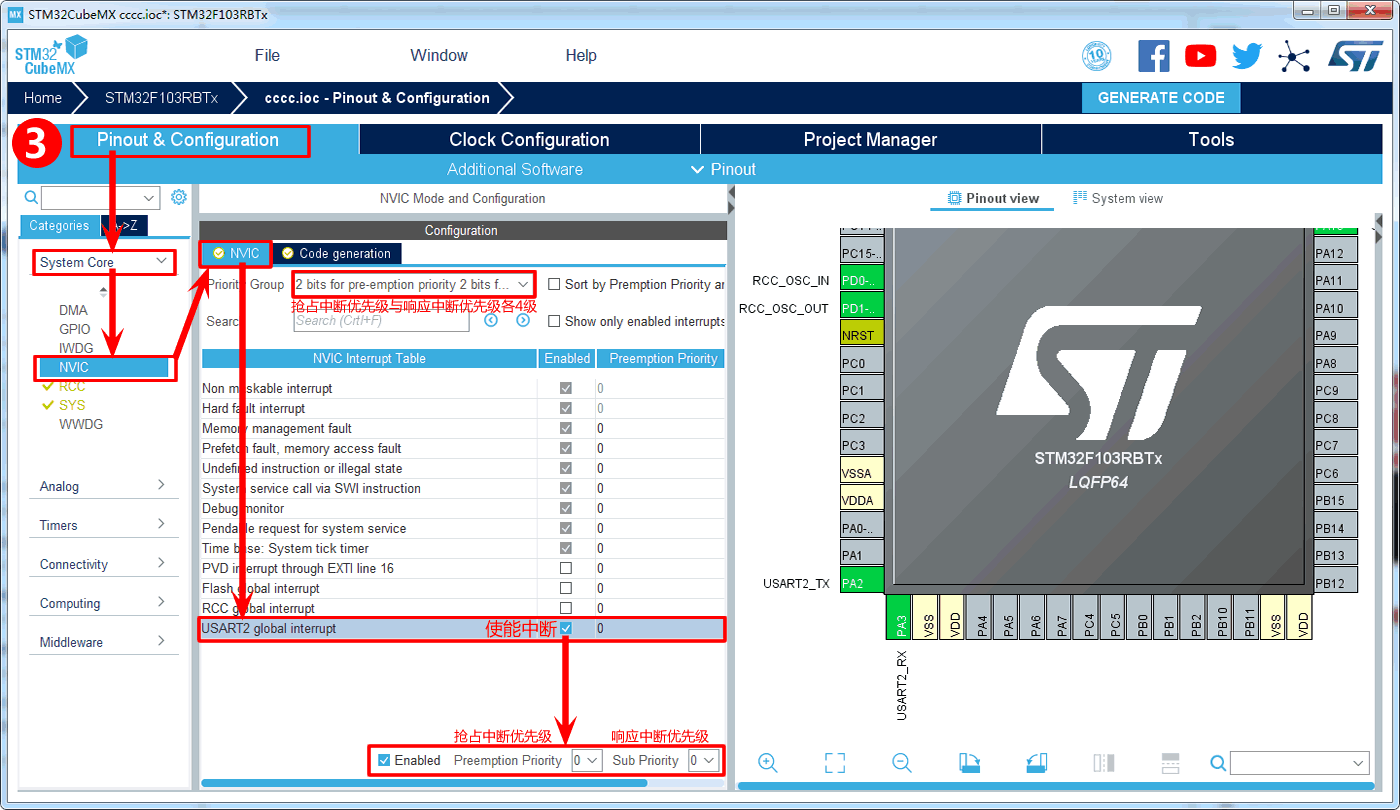 MX STM32CubeMX cccc.ioc*: STM32F103RBTx
STM32 CubeMX
File Window Help
10
Home STM32F103RBTx cccc.ioc - Pinout & Configuration GENERATE CODE
3 Pinout & Configuration Clock Configuration Project Manager Tools
Additional Software Pinout
Categories A->Z
System Core
DMA
GPIO
IWDG
NVIC
RCC
SYS
WWDG
Analog
Timers
Connectivity
Computing
Middleware
NVIC Mode and Configuration
Configuration
NVIC Code generation
Priority Group 2 bits for pre-emption priority 2 bits f... Sort by Premption Priority an
抢占中断优先级与响应中断优先级各4级
Search Search (Crtl+F) Show only enabled interrupts
NVIC Interrupt Table Enabled Preemption Priority
Non maskable interrupt 0
Hard fault interrupt 0
Memory management fault 0
Prefetch fault, memory access fault 0
Undefined instruction or illegal state 0
System service call via SWI instruction 0
Debug monitor 0
Pendable request for system service 0
Time base: System tick timer 0
PVD interrupt through EXTI line 16 0
Flash global interrupt 0
RCC global interrupt 0
USART2 global interrupt 使能中断 0
抢占中断优先级 响应中断优先级
Enabled Preemption Priority 0 Sub Priority 0
Pinout view System view
PC15-..
RCC_OSC_IN PD0-..
RCC_OSC_OUT PD1-..
NRST
PC0
PC1
PC2
PC3
VSSA
VDDA
PA0-..
PA1
USART2_TX PA2
STM32F103RBTx
LQFP64
PA12
PA11
PA10
PA9
PA8
PC9
PC8
PC7
PC6
PB15
PB14
PB13
PB12
PA3 VSS VDD PA4 PA5 PA6 PA7 PC4 PC5 PB0 PB1 PB2 PB10 PB11 VSS VDD
USART2_RX